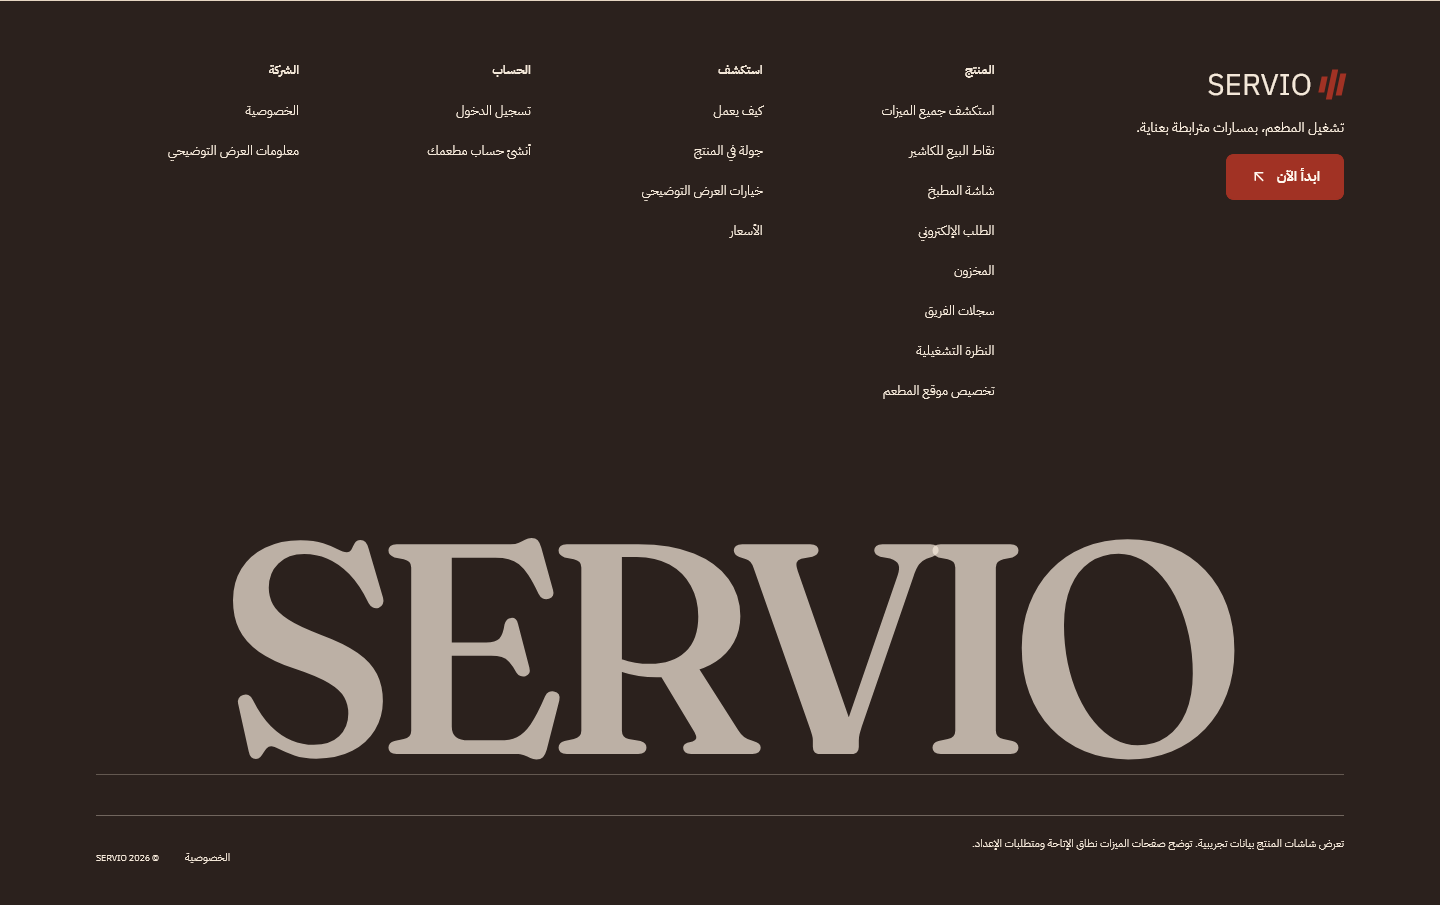 SERVIO
تشغيل المطعم، بمسارات مترابطة بعناية.
ابدأ الآن
المنتج
استكشف جميع الميزات
نقاط البيع للكاشير
شاشة المطبخ
الطلب الإلكتروني
المخزون
سجلات الفريق
النظرة التشغيلية
تخصيص موقع المطعم
استكشف
كيف يعمل
جولة في المنتج
خيارات العرض التوضيحي
الأسعار
الحساب
تسجيل الدخول
أنشئ حساب مطعمك
الشركة
الخصوصية
معلومات العرض التوضيحي
SERVIO
تعرض شاشات المنتج بيانات تجريبية. توضح صفحات الميزات نطاق الإتاحة ومتطلبات الإعداد.
الخصوصية
© 2026 SERVIO